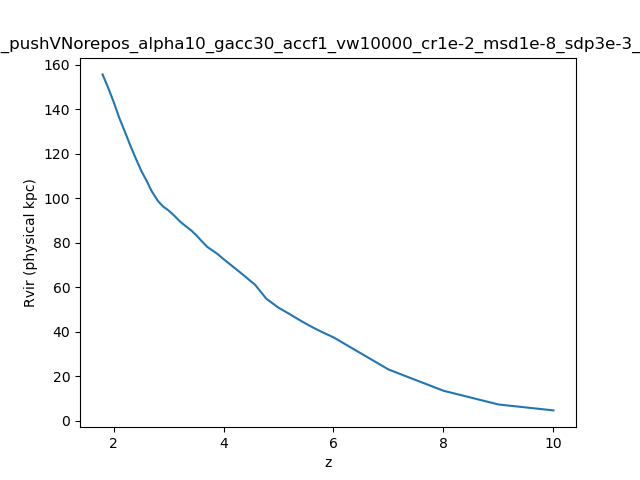 _pushVNorepos_alpha10_gacc30_accf1_vw10000_cr1e-2_msd1e-8_sdp3e-3_
160
140
120
100
80
60
40
20
0
Rvir (physical kpc)
2 4 6 8 10
z